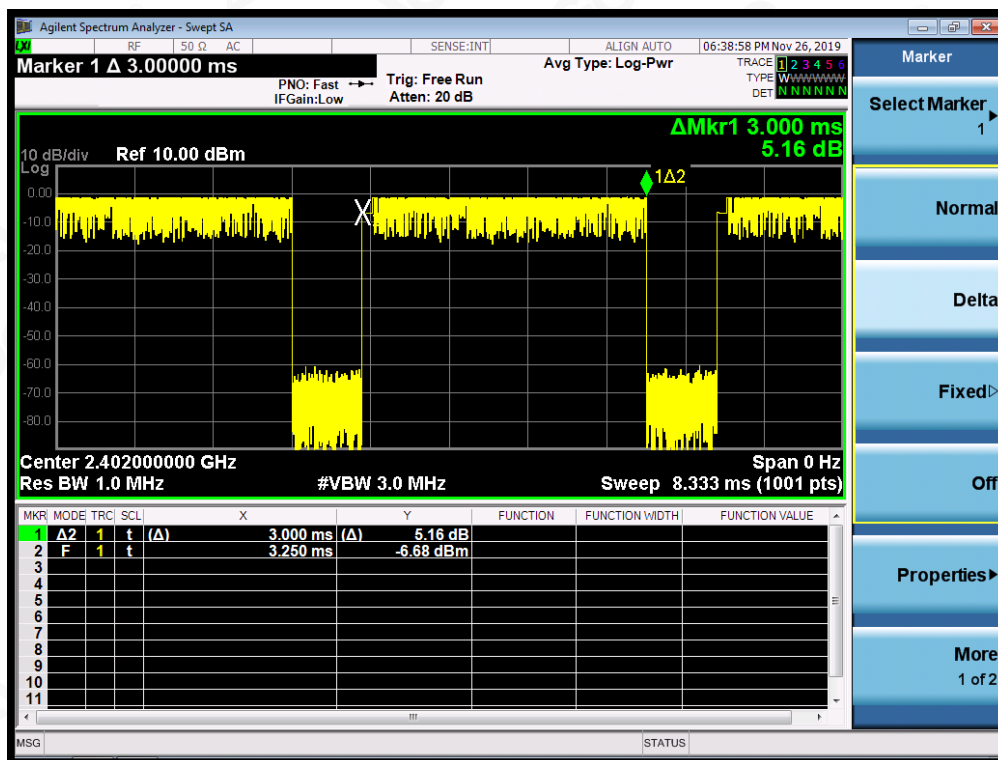 Agilent Spectrum Analyzer - Swept SA
LXI RF 50 Ω AC SENSE:INT ALIGN AUTO 06:38:58 PM Nov 26, 2019
Marker 1 Δ 3.00000 ms
PNO: Fast
IFGain:Low
Trig: Free Run
Atten: 20 dB
Avg Type: Log-Pwr
TRACE 1 2 3 4 5 6
TYPE WWWWWW
DET N N N N N N
ΔMkr1 3.000 ms
5.16 dB
10 dB/div Ref 10.00 dBm
Log
1Δ2
0.00
-10.0
-20.0
-30.0
-40.0
-50.0
-60.0
-70.0
-80.0
X
Center 2.402000000 GHz Span 0 Hz
Res BW 1.0 MHz #VBW 3.0 MHz Sweep 8.333 ms (1001 pts)
MKR MODE TRC SCL X Y FUNCTION FUNCTION WIDTH FUNCTION VALUE
1 Δ2 1 t (Δ) 3.000 ms (Δ) 5.16 dB
2 F 1 t 3.250 ms -6.68 dBm
3
4
5
6
7
8
9
10
11
MSG STATUS
Marker
Select Marker
1
Normal
Delta
Fixed
Off
Properties
More
1 of 2